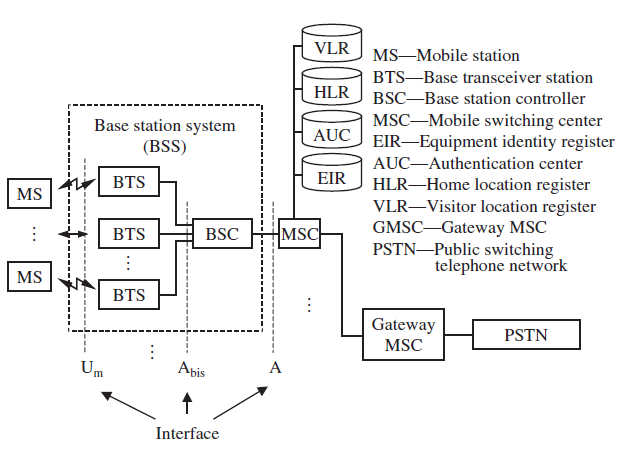 VLR
HLR
AUC
EIR
MS—Mobile station
BTS—Base transceiver station
BSC—Base station controller
MSC—Mobile switching center
EIR—Equipment identity register
AUC—Authentication center
HLR—Home location register
VLR—Visitor location register
GMSC—Gateway MSC
PSTN—Public switching
telephone network
Base station system
(BSS)
MS
BTS
BTS
BSC
MSC
MS
BTS
Gateway
MSC
PSTN
Um
Abis
A
Interface